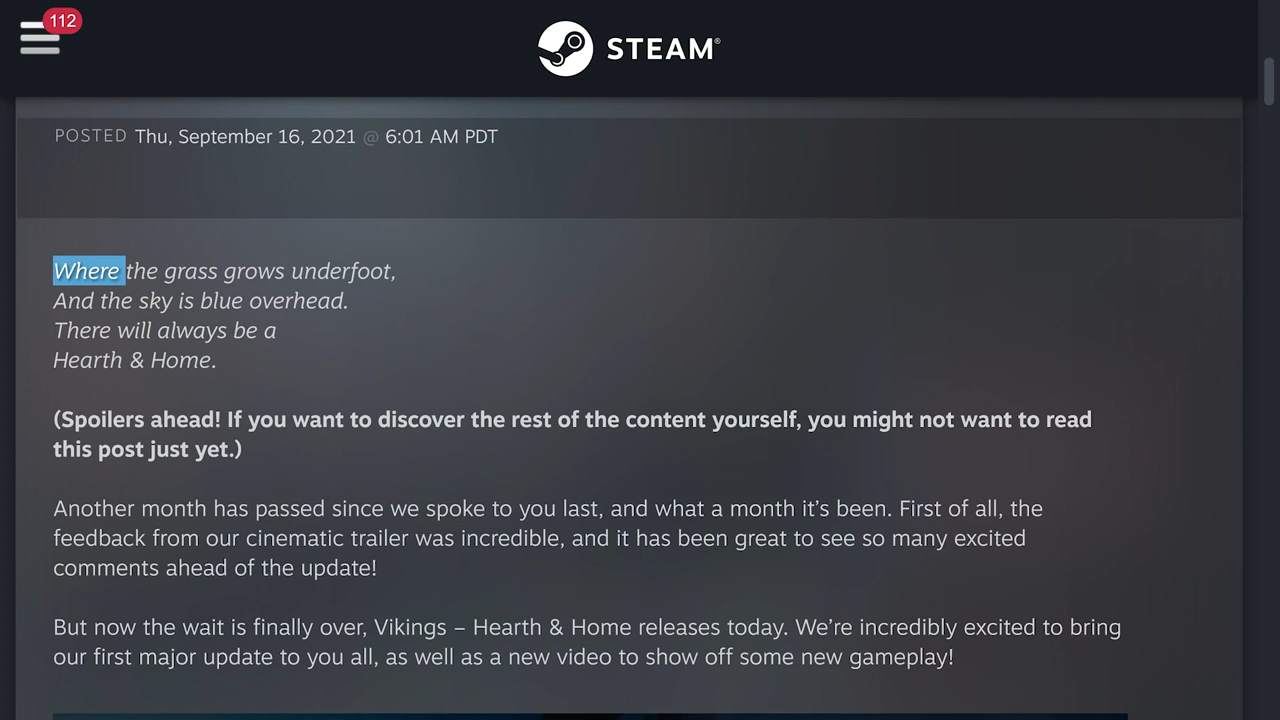 112
STEAM®
POSTED Thu, September 16, 2021 @ 6:01 AM PDT
Where the grass grows underfoot,
And the sky is blue overhead.
There will always be a
Hearth & Home.
(Spoilers ahead! If you want to discover the rest of the content yourself, you might not want to read
this post just yet.)
Another month has passed since we spoke to you last, and what a month it’s been. First of all, the
feedback from our cinematic trailer was incredible, and it has been great to see so many excited
comments ahead of the update!
But now the wait is finally over, Vikings – Hearth & Home releases today. We’re incredibly excited to bring
our first major update to you all, as well as a new video to show off some new gameplay!